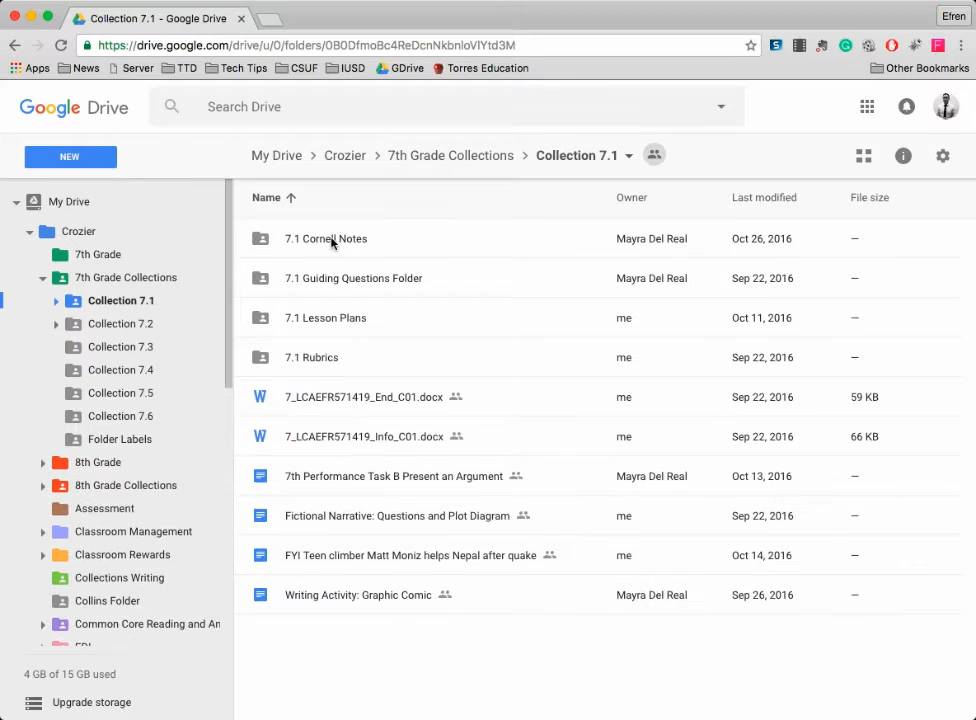 Collection 7.1 - Google Drive
Efren
https://drive.google.com/drive/u/0/folders/0B0DfmoBc4ReDcnNkbnloVlYtd3M
Apps News Server TTD Tech Tips CSUF IUSD GDrive Torres Education Other Bookmarks
Google Drive Search Drive
NEW My Drive > Crozier > 7th Grade Collections > Collection 7.1
My Drive
Crozier
7th Grade
7th Grade Collections
Collection 7.1
Collection 7.2
Collection 7.3
Collection 7.4
Collection 7.5
Collection 7.6
Folder Labels
8th Grade
8th Grade Collections
Assessment
Classroom Management
Classroom Rewards
Collections Writing
Collins Folder
Common Core Reading and An
4 GB of 15 GB used
Upgrade storage
Name Owner Last modified File size
7.1 Cornell Notes Mayra Del Real Oct 26, 2016 —
7.1 Guiding Questions Folder Mayra Del Real Sep 22, 2016 —
7.1 Lesson Plans me Oct 11, 2016 —
7.1 Rubrics me Sep 22, 2016 —
7_LCAEFR571419_End_C01.docx me Sep 22, 2016 59 KB
7_LCAEFR571419_Info_C01.docx me Sep 22, 2016 66 KB
7th Performance Task B Present an Argument Mayra Del Real Oct 13, 2016 —
Fictional Narrative: Questions and Plot Diagram me Sep 22, 2016 —
FYI Teen climber Matt Moniz helps Nepal after quake me Oct 14, 2016 —
Writing Activity: Graphic Comic Mayra Del Real Sep 26, 2016 —